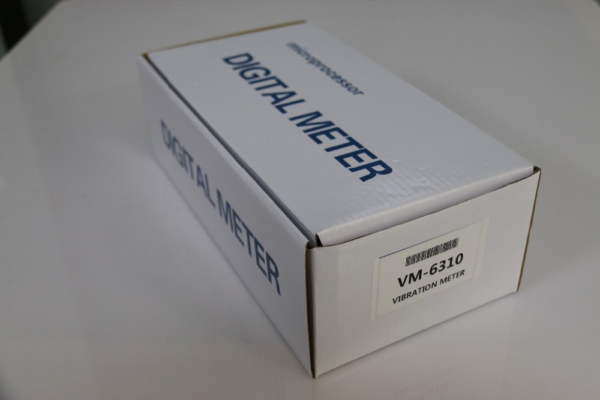 microprocessor
DIGITAL METER
DIGITAL METER
VM-6310
VIBRATION METER